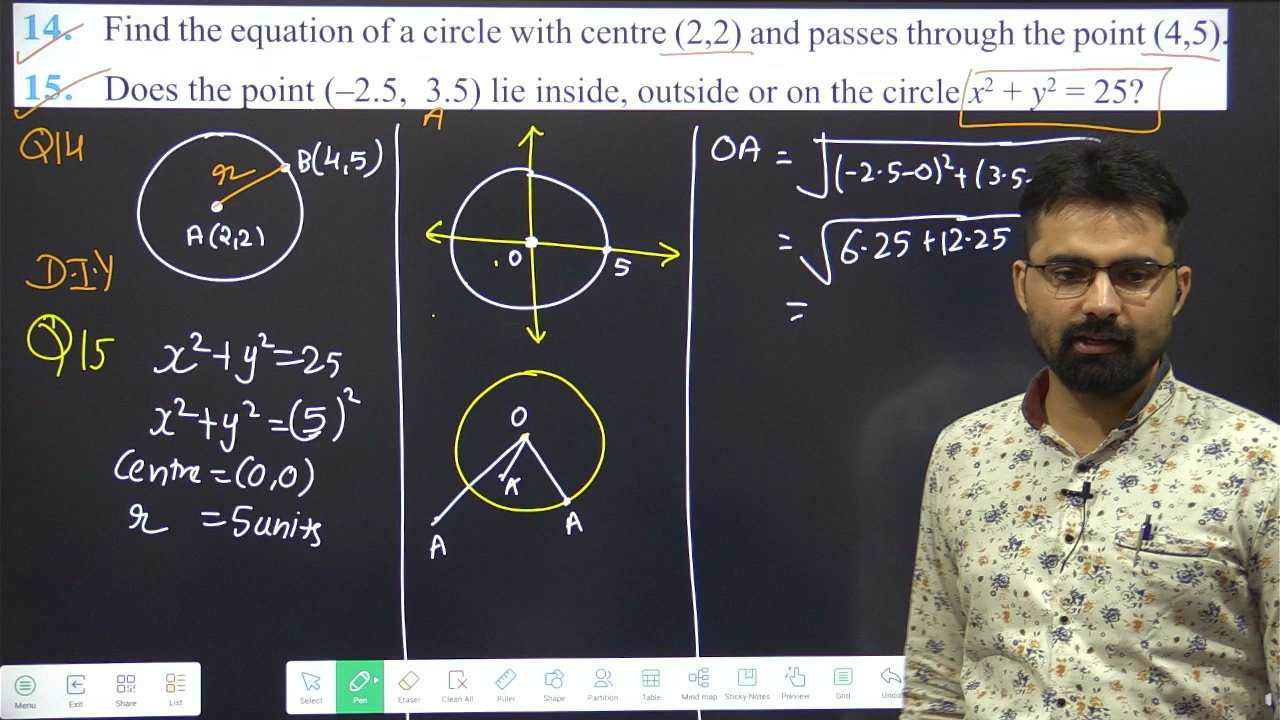 14. Find the equation of a circle with centre (2,2) and passes through the point (4,5).
15. Does the point (–2.5, 3.5) lie inside, outside or on the circle x² + y² = 25?
A
Q14
r
B(4,5)
A(2,2)
D.I.Y
Q15
x²+y²=25
x²+y²=(5)²
Centre=(0,0)
r =5units
O
5
O
A
A
A
OA = √(-2.5-0)²+(3.5-
= √6.25+12.25
=
Menu
Exit
Share
List
Select
Pen
Eraser
Clean All
Ruler
Shape
Partition
Table
Mind map
Sticky-Notes
Preview
Grid
Undo